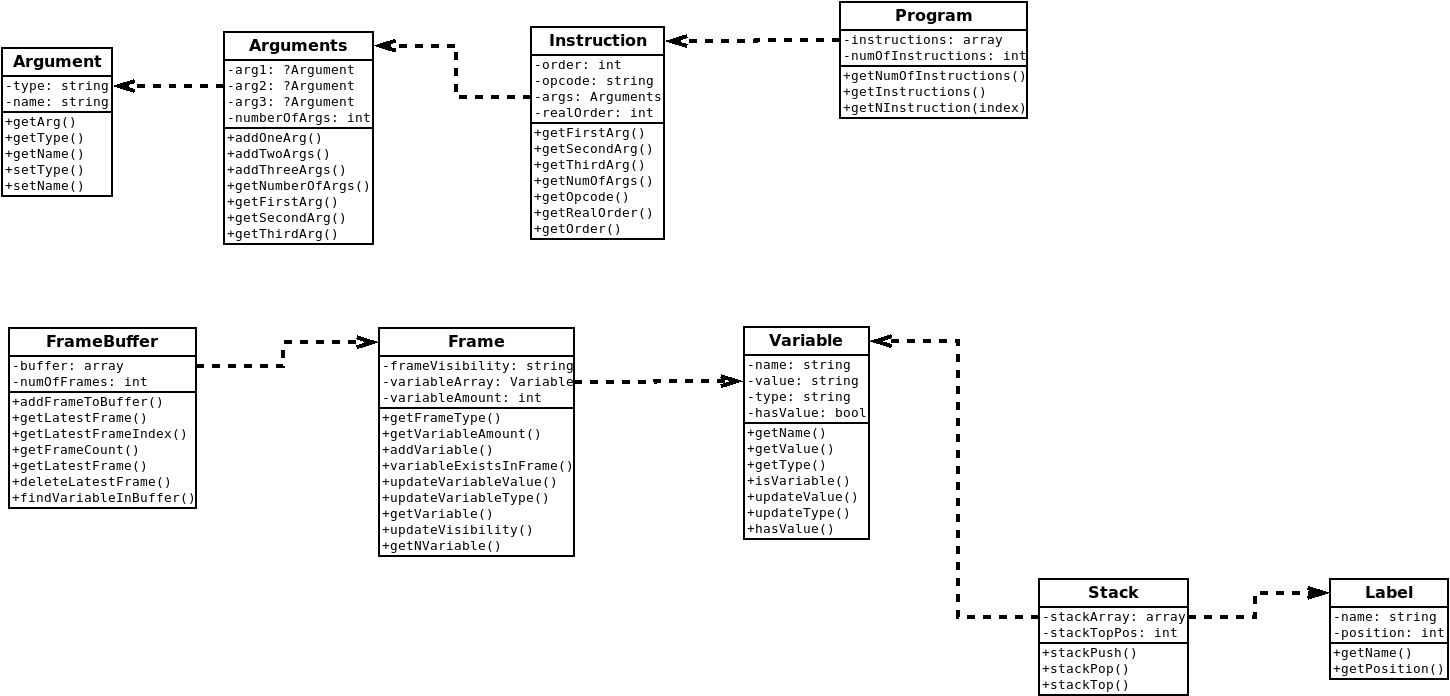 Argument
-type: string
-name: string
+getArg()
+getType()
+getName()
+setType()
+setName()
Arguments
-arg1: ?Argument
-arg2: ?Argument
-arg3: ?Argument
-numberOfArgs: int
+addOneArg()
+addTwoArgs()
+addThreeArgs()
+getNumberOfArgs()
+getFirstArg()
+getSecondArg()
+getThirdArg()
Instruction
-order: int
-opcode: string
-args: Arguments
-realOrder: int
+getFirstArg()
+getSecondArg()
+getThirdArg()
+getNumOfArgs()
+getOpcode()
+getRealOrder()
+getOrder()
Program
-instructions: array
-numOfInstructions: int
+getNumOfInstructions()
+getInstructions()
+getNInstruction(index)
FrameBuffer
-buffer: array
-numOfFrames: int
+addFrameToBuffer()
+getLatestFrame()
+getLatestFrameIndex()
+getFrameCount()
+getLatestFrame()
+deleteLatestFrame()
+findVariableInBuffer()
Frame
-frameVisibility: string
-variableArray: Variable
-variableAmount: int
+getFrameType()
+getVariableAmount()
+addVariable()
+variableExistsInFrame()
+updateVariableValue()
+updateVariableType()
+getVariable()
+updateVisibility()
+getNVariable()
Variable
-name: string
-value: string
-type: string
-hasValue: bool
+getName()
+getValue()
+getType()
+isVariable()
+updateValue()
+updateType()
+hasValue()
Stack
-stackArray: array
-stackTopPos: int
+stackPush()
+stackPop()
+stackTop()
Label
-name: string
-position: int
+getName()
+getPosition()